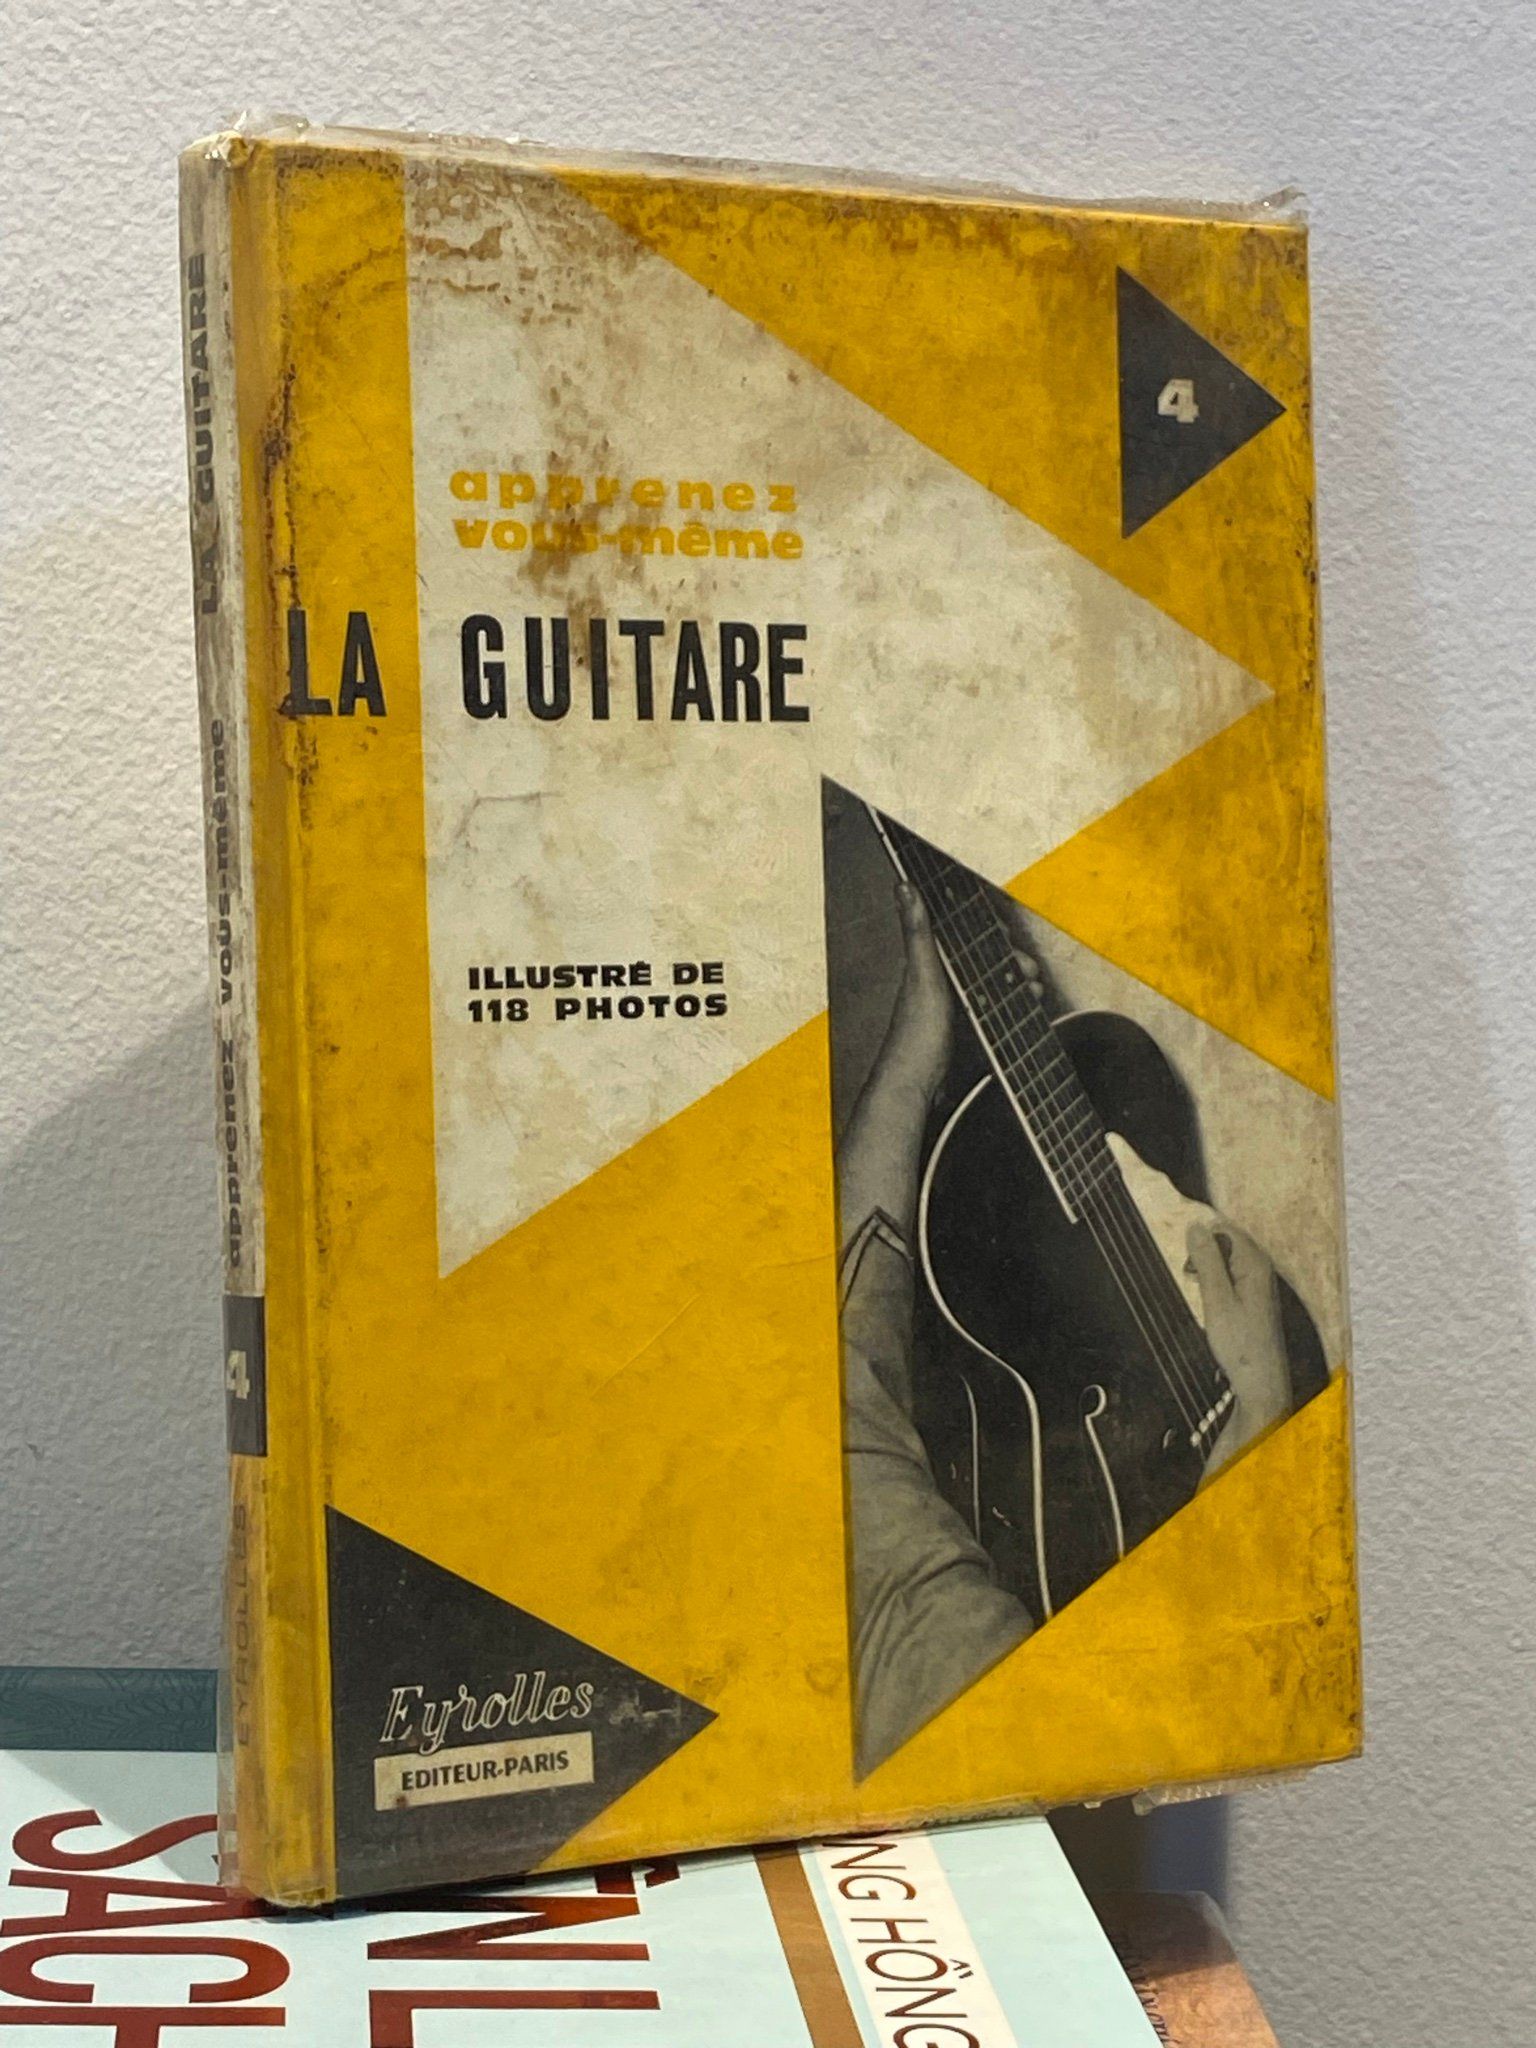 4
apprenez
vous-même
LA GUITARE
ILLUSTRÉ DE
118 PHOTOS
Eyrolles
EDITEUR-PARIS
LA GUITARE
apprenez vous-même
4
EYROLLES
SÁCH
HỒNG